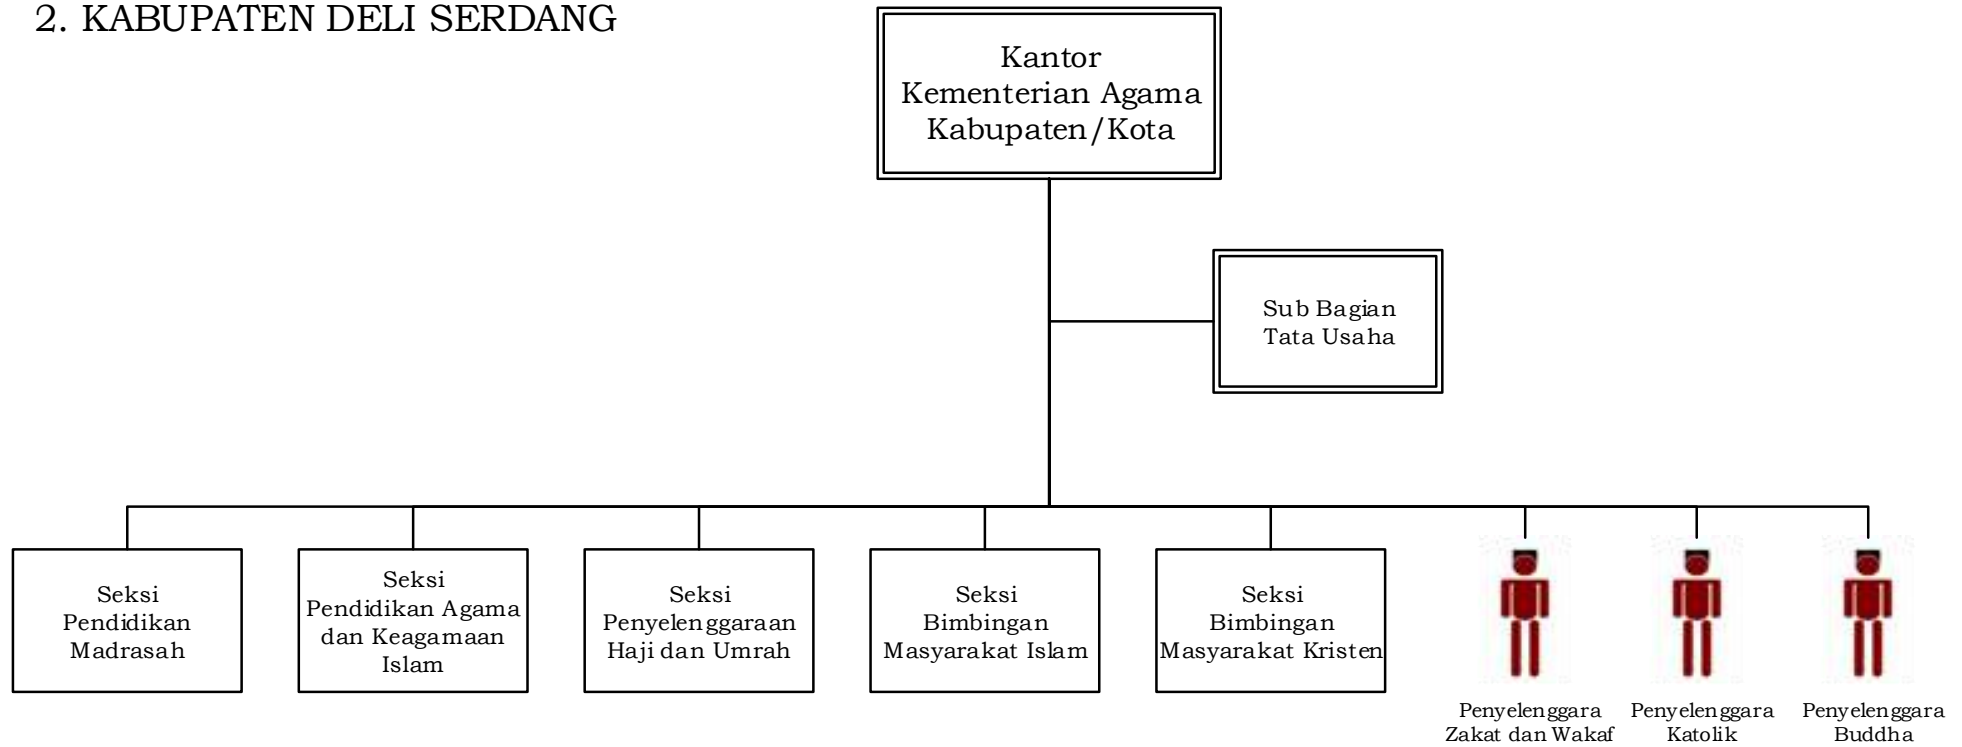 2. KABUPATEN DELI SERDANG
Kantor
Kementerian Agama
Kabupaten/Kota
Sub Bagian
Tata Usaha
Seksi
Pendidikan
Madrasah
Seksi
Pendidikan Agama
dan Keagamaan
Islam
Seksi
Penyelenggaraan
Haji dan Umrah
Seksi
Bimbingan
Masyarakat Islam
Seksi
Bimbingan
Masyarakat Kristen
Penyelenggara
Zakat dan Wakaf
Penyelenggara
Katolik
Penyelenggara
Buddha